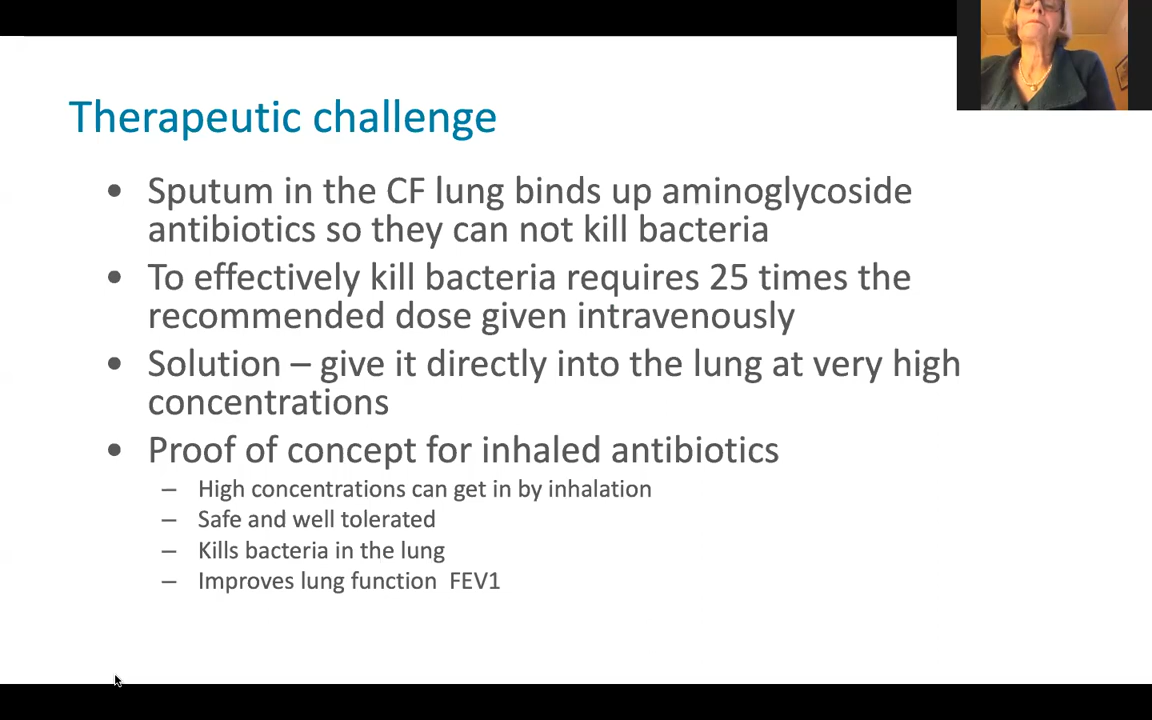 Therapeutic challenge
• Sputum in the CF lung binds up aminoglycoside
antibiotics so they can not kill bacteria
• To effectively kill bacteria requires 25 times the
recommended dose given intravenously
• Solution – give it directly into the lung at very high
concentrations
• Proof of concept for inhaled antibiotics
– High concentrations can get in by inhalation
– Safe and well tolerated
– Kills bacteria in the lung
– Improves lung function  FEV1